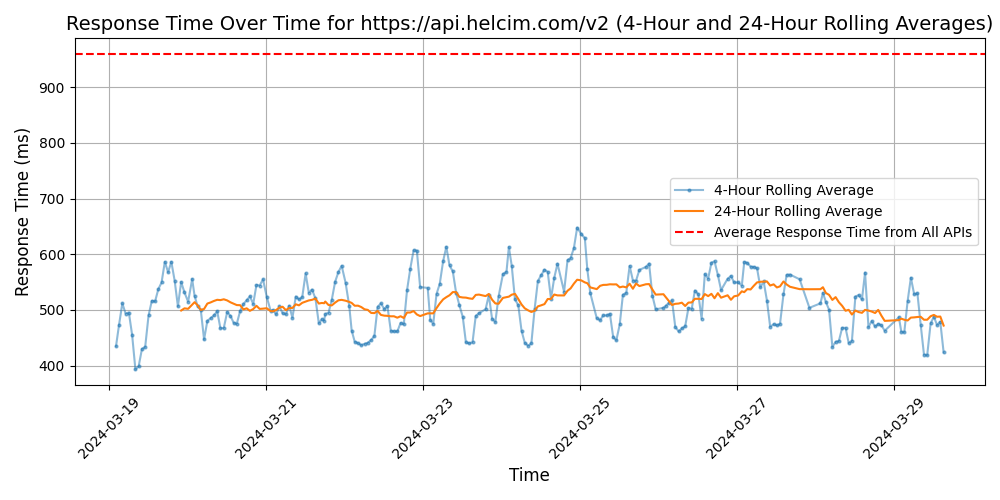 Response Time Over Time for https://api.helcim.com/v2 (4-Hour and 24-Hour Rolling Averages)
Response Time (ms)
900
800
700
600
500
400
4-Hour Rolling Average
24-Hour Rolling Average
Average Response Time from All APIs
2024-03-19
2024-03-21
2024-03-23
2024-03-25
2024-03-27
2024-03-29
Time